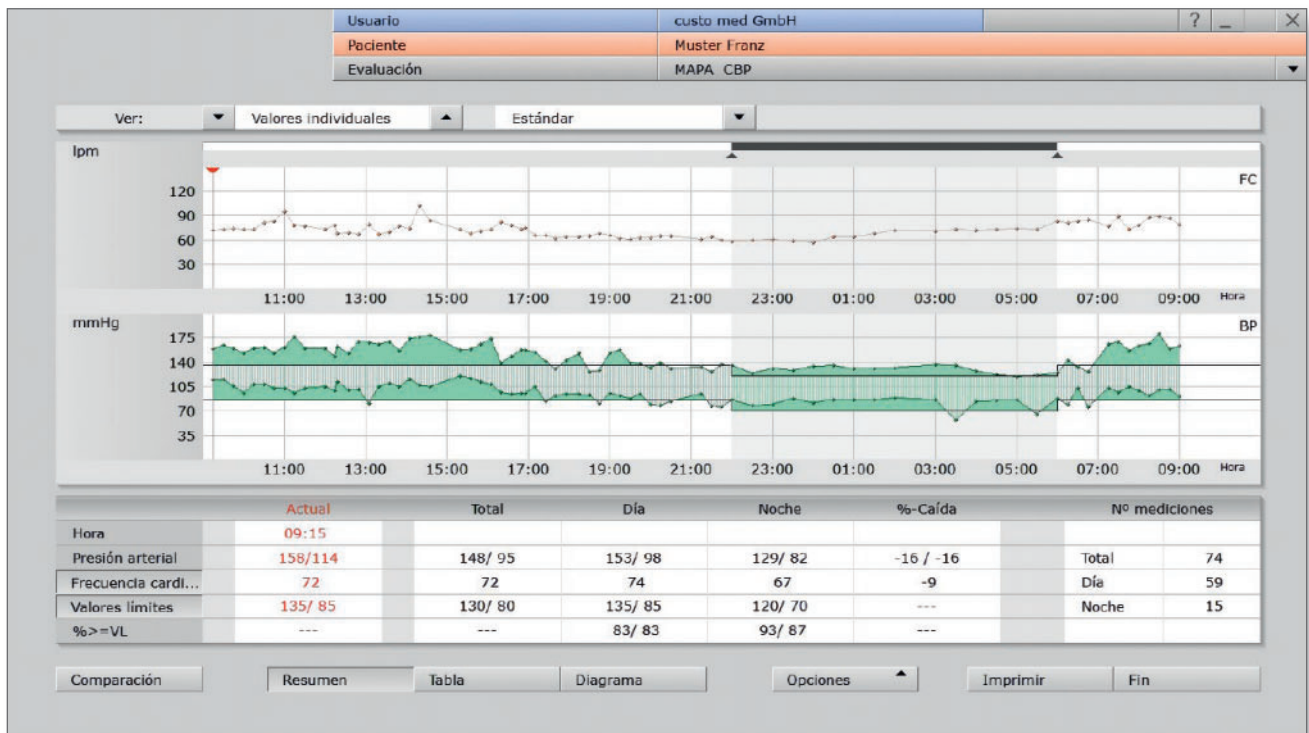 Usuario custo med GmbH ? _ X
Paciente Muster Franz
Evaluación MAPA CBP
Ver: Valores individuales Estándar
lpm
FC
120
90
60
30
11:00 13:00 15:00 17:00 19:00 21:00 23:00 01:00 03:00 05:00 07:00 09:00 Hora
mmHg
BP
175
140
105
70
35
11:00 13:00 15:00 17:00 19:00 21:00 23:00 01:00 03:00 05:00 07:00 09:00 Hora
Actual Total Día Noche %-Caída Nº mediciones
Hora 09:15
Presión arterial 158/114 148/ 95 153/ 98 129/ 82 -16 / -16 Total 74
Frecuencia cardi... 72 72 74 67 -9 Día 59
Valores límites 135/ 85 130/ 80 135/ 85 120/ 70 --- Noche 15
%>=VL --- --- 83/ 83 93/ 87 ---
Comparación Resumen Tabla Diagrama Opciones Imprimir Fin